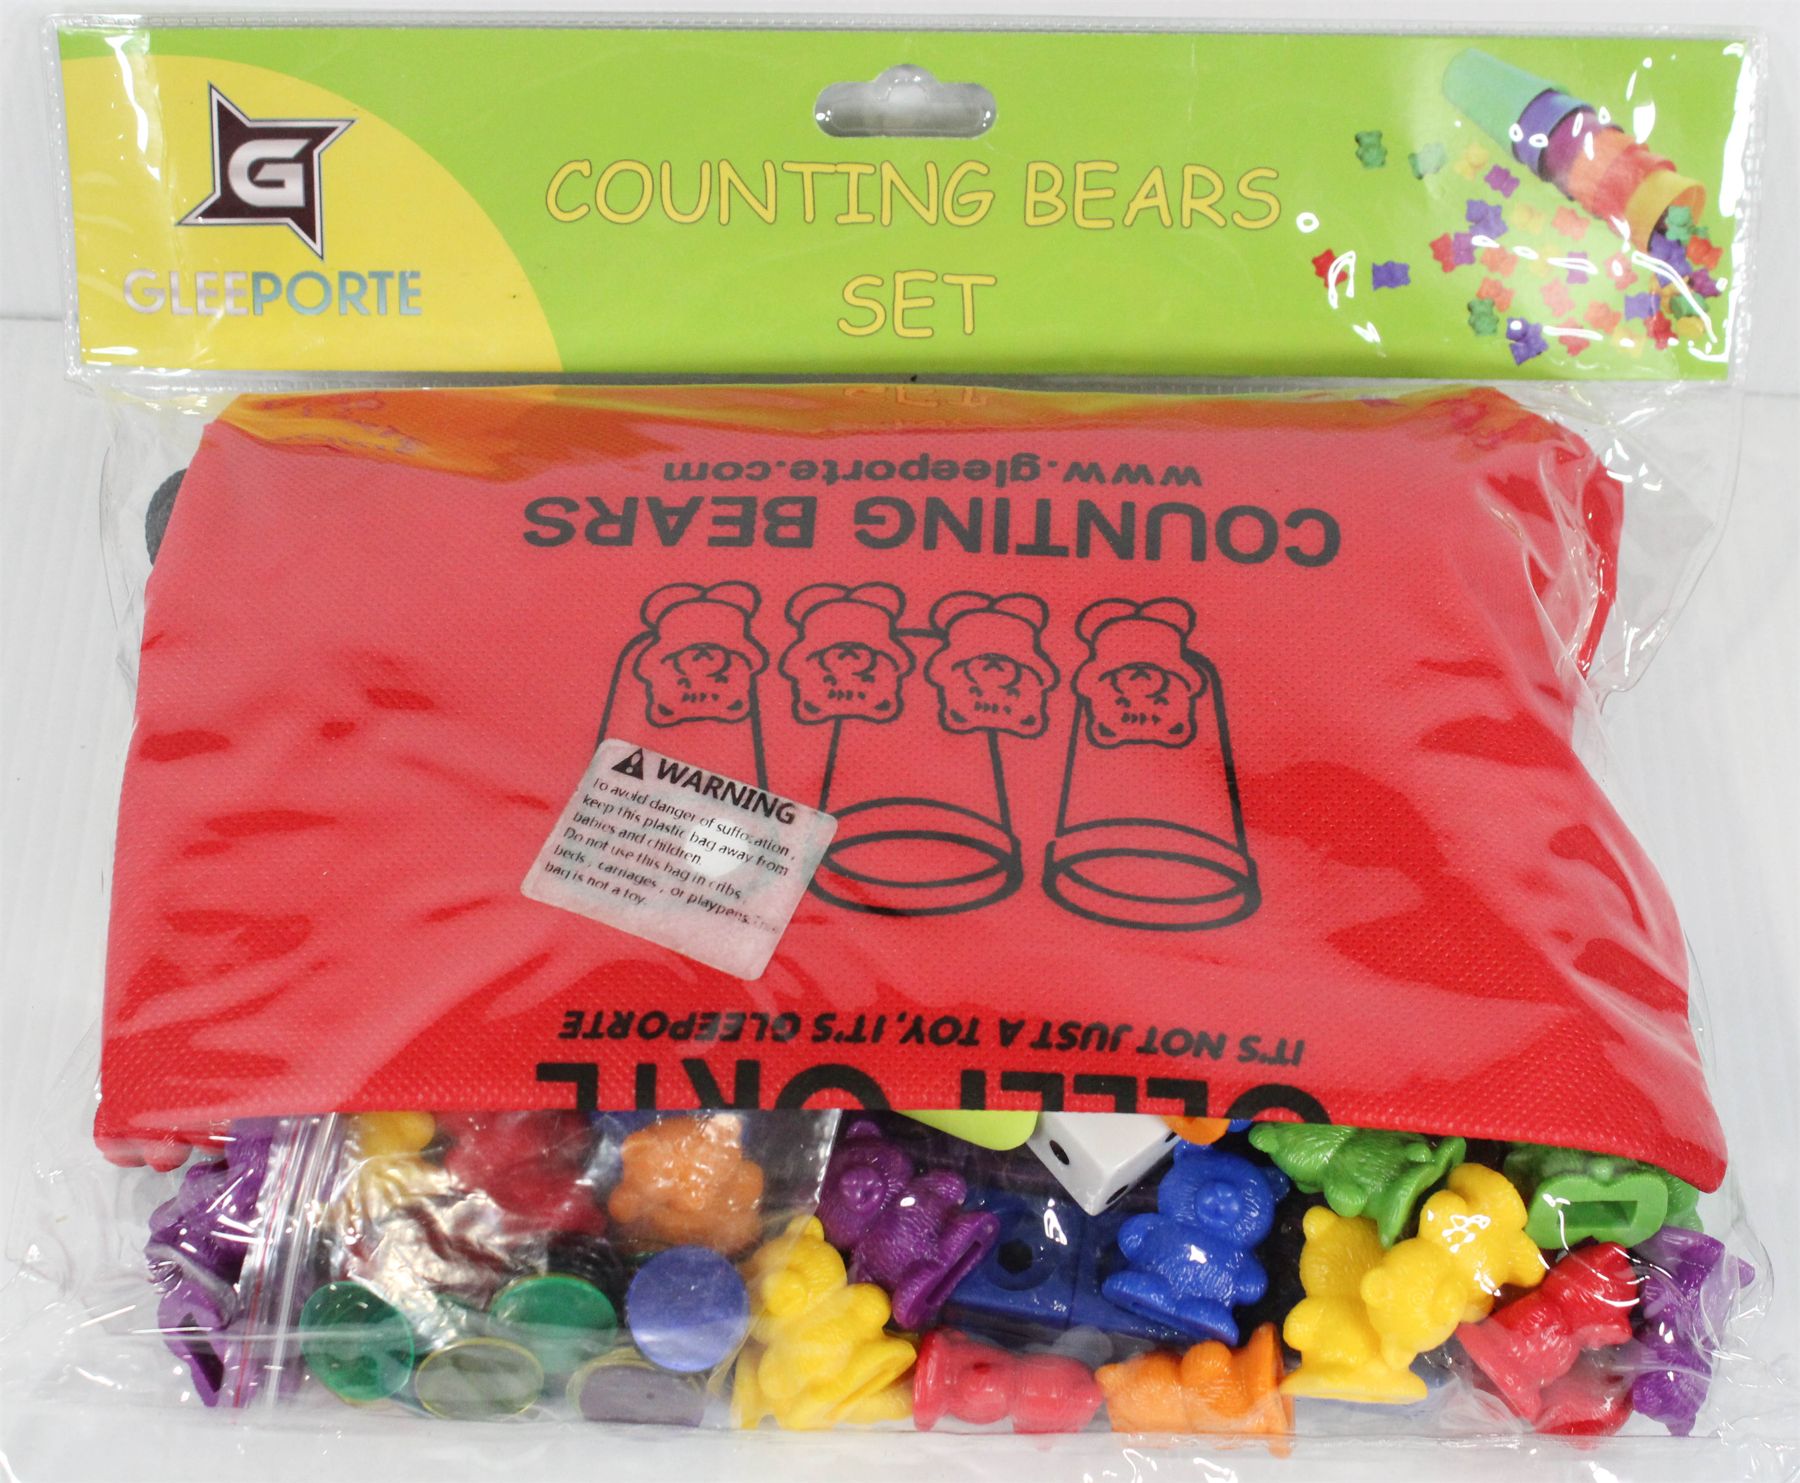 G
GLEEPORTE
COUNTING BEARS
SET
www.gleeporte.com
COUNTING BEARS
WARNING
To avoid danger of suffocation,
keep this plastic bag away from
babies and children.
Do not use this bag in cribs,
beds, carriages, or playpens. This
bag is not a toy.
IT'S NOT JUST A TOY, IT'S GLEEPORTE
GLEEPORTE